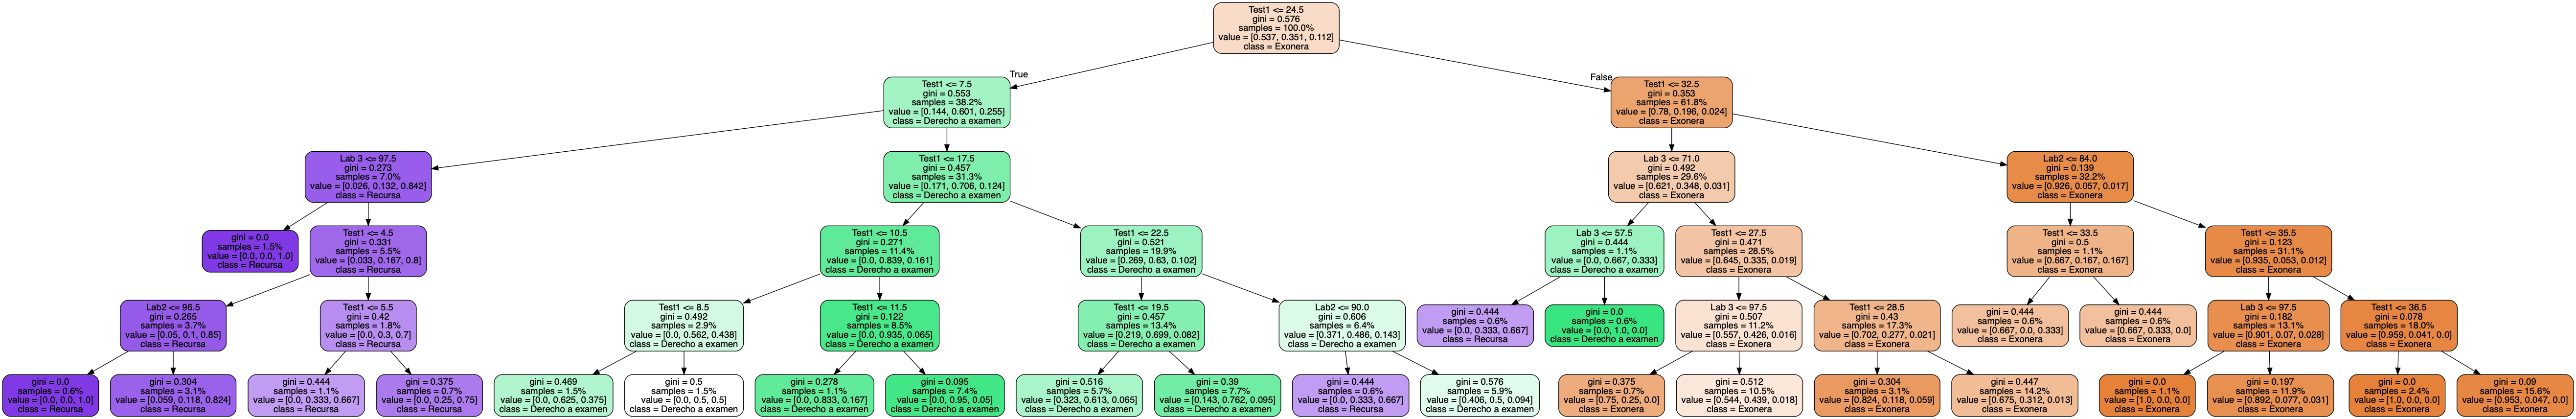 Test1 <= 24.5
gini = 0.576
samples = 100.0%
value = [0.537, 0.351, 0.112]
class = Exonera
True
False
Test1 <= 7.5
gini = 0.553
samples = 38.2%
value = [0.144, 0.601, 0.255]
class = Derecho a examen
Test1 <= 32.5
gini = 0.353
samples = 61.8%
value = [0.78, 0.196, 0.024]
class = Exonera
Lab 3 <= 97.5
gini = 0.273
samples = 7.0%
value = [0.026, 0.132, 0.842]
class = Recursa
Test1 <= 17.5
gini = 0.457
samples = 31.3%
value = [0.171, 0.706, 0.124]
class = Derecho a examen
Lab 3 <= 71.0
gini = 0.492
samples = 29.6%
value = [0.621, 0.348, 0.031]
class = Exonera
Lab2 <= 84.0
gini = 0.139
samples = 32.2%
value = [0.926, 0.057, 0.017]
class = Exonera
gini = 0.0
samples = 1.5%
value = [0.0, 0.0, 1.0]
class = Recursa
Test1 <= 4.5
gini = 0.331
samples = 5.5%
value = [0.033, 0.167, 0.8]
class = Recursa
Test1 <= 10.5
gini = 0.271
samples = 11.4%
value = [0.0, 0.839, 0.161]
class = Derecho a examen
Test1 <= 22.5
gini = 0.521
samples = 19.9%
value = [0.269, 0.63, 0.102]
class = Derecho a examen
Lab 3 <= 57.5
gini = 0.444
samples = 1.1%
value = [0.0, 0.667, 0.333]
class = Derecho a examen
Test1 <= 27.5
gini = 0.471
samples = 28.5%
value = [0.645, 0.335, 0.019]
class = Exonera
Test1 <= 33.5
gini = 0.5
samples = 1.1%
value = [0.667, 0.167, 0.167]
class = Exonera
Test1 <= 35.5
gini = 0.123
samples = 31.1%
value = [0.935, 0.053, 0.012]
class = Exonera
Lab2 <= 96.5
gini = 0.265
samples = 3.7%
value = [0.05, 0.1, 0.85]
class = Recursa
Test1 <= 5.5
gini = 0.42
samples = 1.8%
value = [0.0, 0.3, 0.7]
class = Recursa
Test1 <= 8.5
gini = 0.492
samples = 2.9%
value = [0.0, 0.562, 0.438]
class = Derecho a examen
Test1 <= 11.5
gini = 0.122
samples = 8.5%
value = [0.0, 0.935, 0.065]
class = Derecho a examen
Test1 <= 19.5
gini = 0.457
samples = 13.4%
value = [0.219, 0.699, 0.082]
class = Derecho a examen
Lab2 <= 90.0
gini = 0.606
samples = 6.4%
value = [0.371, 0.486, 0.143]
class = Derecho a examen
gini = 0.444
samples = 0.6%
value = [0.0, 0.333, 0.667]
class = Recursa
gini = 0.0
samples = 0.6%
value = [0.0, 1.0, 0.0]
class = Derecho a examen
Lab 3 <= 97.5
gini = 0.507
samples = 11.2%
value = [0.557, 0.426, 0.016]
class = Exonera
Test1 <= 28.5
gini = 0.43
samples = 17.3%
value = [0.702, 0.277, 0.021]
class = Exonera
gini = 0.444
samples = 0.6%
value = [0.667, 0.0, 0.333]
class = Exonera
gini = 0.444
samples = 0.6%
value = [0.667, 0.333, 0.0]
class = Exonera
Lab 3 <= 97.5
gini = 0.182
samples = 13.1%
value = [0.901, 0.07, 0.028]
class = Exonera
Test1 <= 36.5
gini = 0.078
samples = 18.0%
value = [0.959, 0.041, 0.0]
class = Exonera
gini = 0.0
samples = 0.6%
value = [0.0, 0.0, 1.0]
class = Recursa
gini = 0.304
samples = 3.1%
value = [0.059, 0.118, 0.824]
class = Recursa
gini = 0.444
samples = 1.1%
value = [0.0, 0.333, 0.667]
class = Recursa
gini = 0.375
samples = 0.7%
value = [0.0, 0.25, 0.75]
class = Recursa
gini = 0.469
samples = 1.5%
value = [0.0, 0.625, 0.375]
class = Derecho a examen
gini = 0.5
samples = 1.5%
value = [0.0, 0.5, 0.5]
class = Derecho a examen
gini = 0.278
samples = 1.1%
value = [0.0, 0.833, 0.167]
class = Derecho a examen
gini = 0.095
samples = 7.4%
value = [0.0, 0.95, 0.05]
class = Derecho a examen
gini = 0.516
samples = 5.7%
value = [0.323, 0.613, 0.065]
class = Derecho a examen
gini = 0.39
samples = 7.7%
value = [0.143, 0.762, 0.095]
class = Derecho a examen
gini = 0.444
samples = 0.6%
value = [0.0, 0.333, 0.667]
class = Recursa
gini = 0.576
samples = 5.9%
value = [0.406, 0.5, 0.094]
class = Derecho a examen
gini = 0.375
samples = 0.7%
value = [0.75, 0.25, 0.0]
class = Exonera
gini = 0.512
samples = 10.5%
value = [0.544, 0.439, 0.018]
class = Exonera
gini = 0.304
samples = 3.1%
value = [0.824, 0.118, 0.059]
class = Exonera
gini = 0.447
samples = 14.2%
value = [0.675, 0.312, 0.013]
class = Exonera
gini = 0.0
samples = 1.1%
value = [1.0, 0.0, 0.0]
class = Exonera
gini = 0.197
samples = 11.9%
value = [0.892, 0.077, 0.031]
class = Exonera
gini = 0.0
samples = 2.4%
value = [1.0, 0.0, 0.0]
class = Exonera
gini = 0.09
samples = 15.6%
value = [0.953, 0.047, 0.0]
class = Exonera